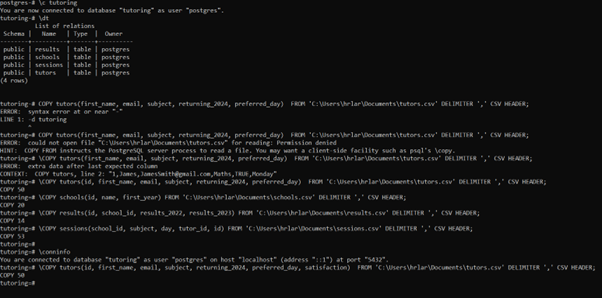 postgres-# \c tutoring
You are now connected to database "tutoring" as user "postgres".
tutoring-# \dt
List of relations
Schema | Name | Type | Owner
--------+----------+-------+----------
public | results | table | postgres
public | schools | table | postgres
public | sessions | table | postgres
public | tutors | table | postgres
(4 rows)
tutoring-# COPY tutors(first_name, email, subject, returning_2024, preferred_day) FROM 'C:\Users\hrlar\Documents\tutors.csv' DELIMITER ',' CSV HEADER;
ERROR: syntax error at or near "-"
LINE 1: -d tutoring
tutoring=# COPY tutors(first_name, email, subject, returning_2024, preferred_day) FROM 'C:\Users\hrlar\Documents\tutors.csv' DELIMITER ',' CSV HEADER;
ERROR: could not open file "C:\Users\hrlar\Documents\tutors.csv" for reading: Permission denied
HINT: COPY FROM instructs the PostgreSQL server process to read a file. You may want a client-side facility such as psql's \copy.
tutoring=# \COPY tutors(first_name, email, subject, returning_2024, preferred_day) FROM 'C:\Users\hrlar\Documents\tutors.csv' DELIMITER ',' CSV HEADER;
ERROR: extra data after last expected column
CONTEXT: COPY tutors, line 2: "1,James,JamesSmith@gmail.com,Maths,TRUE,Monday"
tutoring=# \COPY tutors(id, first_name, email, subject, returning_2024, preferred_day) FROM 'C:\Users\hrlar\Documents\tutors.csv' DELIMITER ',' CSV HEADER;
COPY 50
tutoring=# \COPY schools(id, name, first_year) FROM 'C:\Users\hrlar\Documents\schools.csv' DELIMITER ',' CSV HEADER;
COPY 20
tutoring=# \COPY results(id, school_id, results_2022, results_2023) FROM 'C:\Users\hrlar\Documents\results.csv' DELIMITER ',' CSV HEADER;
COPY 14
tutoring=# \COPY sessions(school_id, subject, day, tutor_id, id) FROM 'C:\Users\hrlar\Documents\sessions.csv' DELIMITER ',' CSV HEADER;
COPY 53
tutoring=#
tutoring=# \conninfo
You are connected to database "tutoring" as user "postgres" on host "localhost" (address "::1") at port "5432".
tutoring=# \COPY tutors(id, first_name, email, subject, returning_2024, preferred_day, satisfaction) FROM 'C:\Users\hrlar\Documents\tutors.csv' DELIMITER ',' CSV HEADER;
COPY 50
tutoring=#